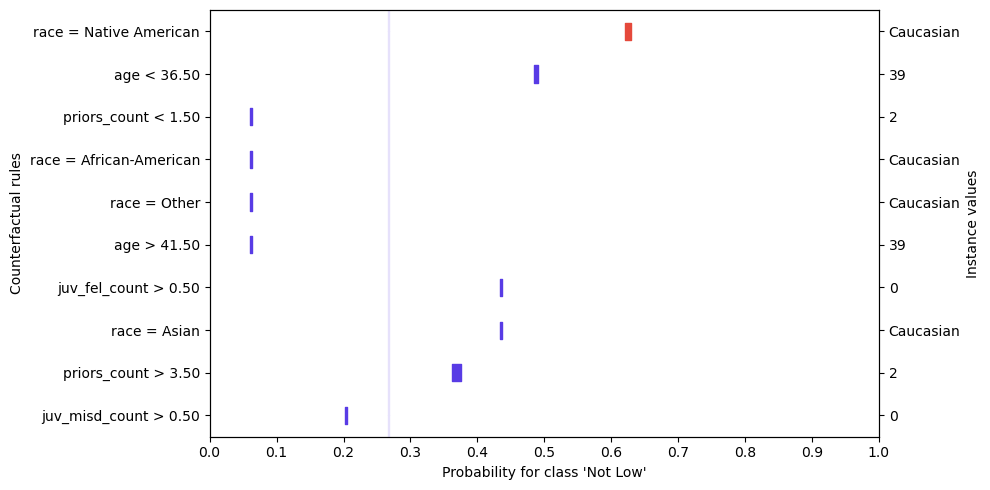 race = Native American
Caucasian
age < 36.50
39
priors_count < 1.50
2
race = African-American
Caucasian
race = Other
Caucasian
age > 41.50
39
juv_fel_count > 0.50
0
race = Asian
Caucasian
priors_count > 3.50
2
juv_misd_count > 0.50
0
Counterfactual rules
Instance values
0.0 0.1 0.2 0.3 0.4 0.5 0.6 0.7 0.8 0.9 1.0
Probability for class 'Not Low'